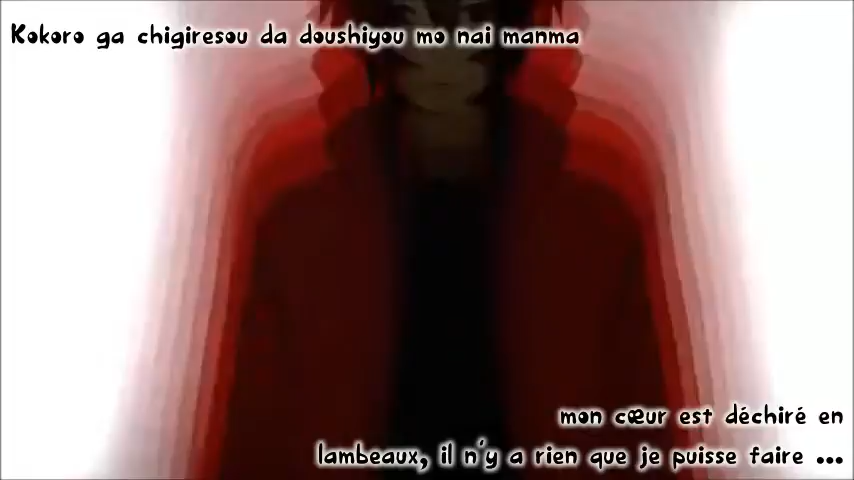 Kokoro ga chigiresou da doushiyou mo nai manma
mon cœur est déchiré en
lambeaux, il n'y a rien que je puisse faire ...